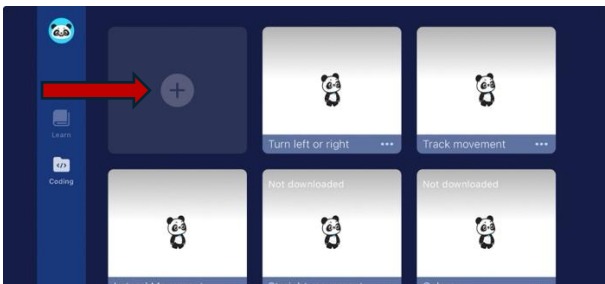 Learn
Coding
Turn left or right
Track movement
Not downloaded
Not downloaded